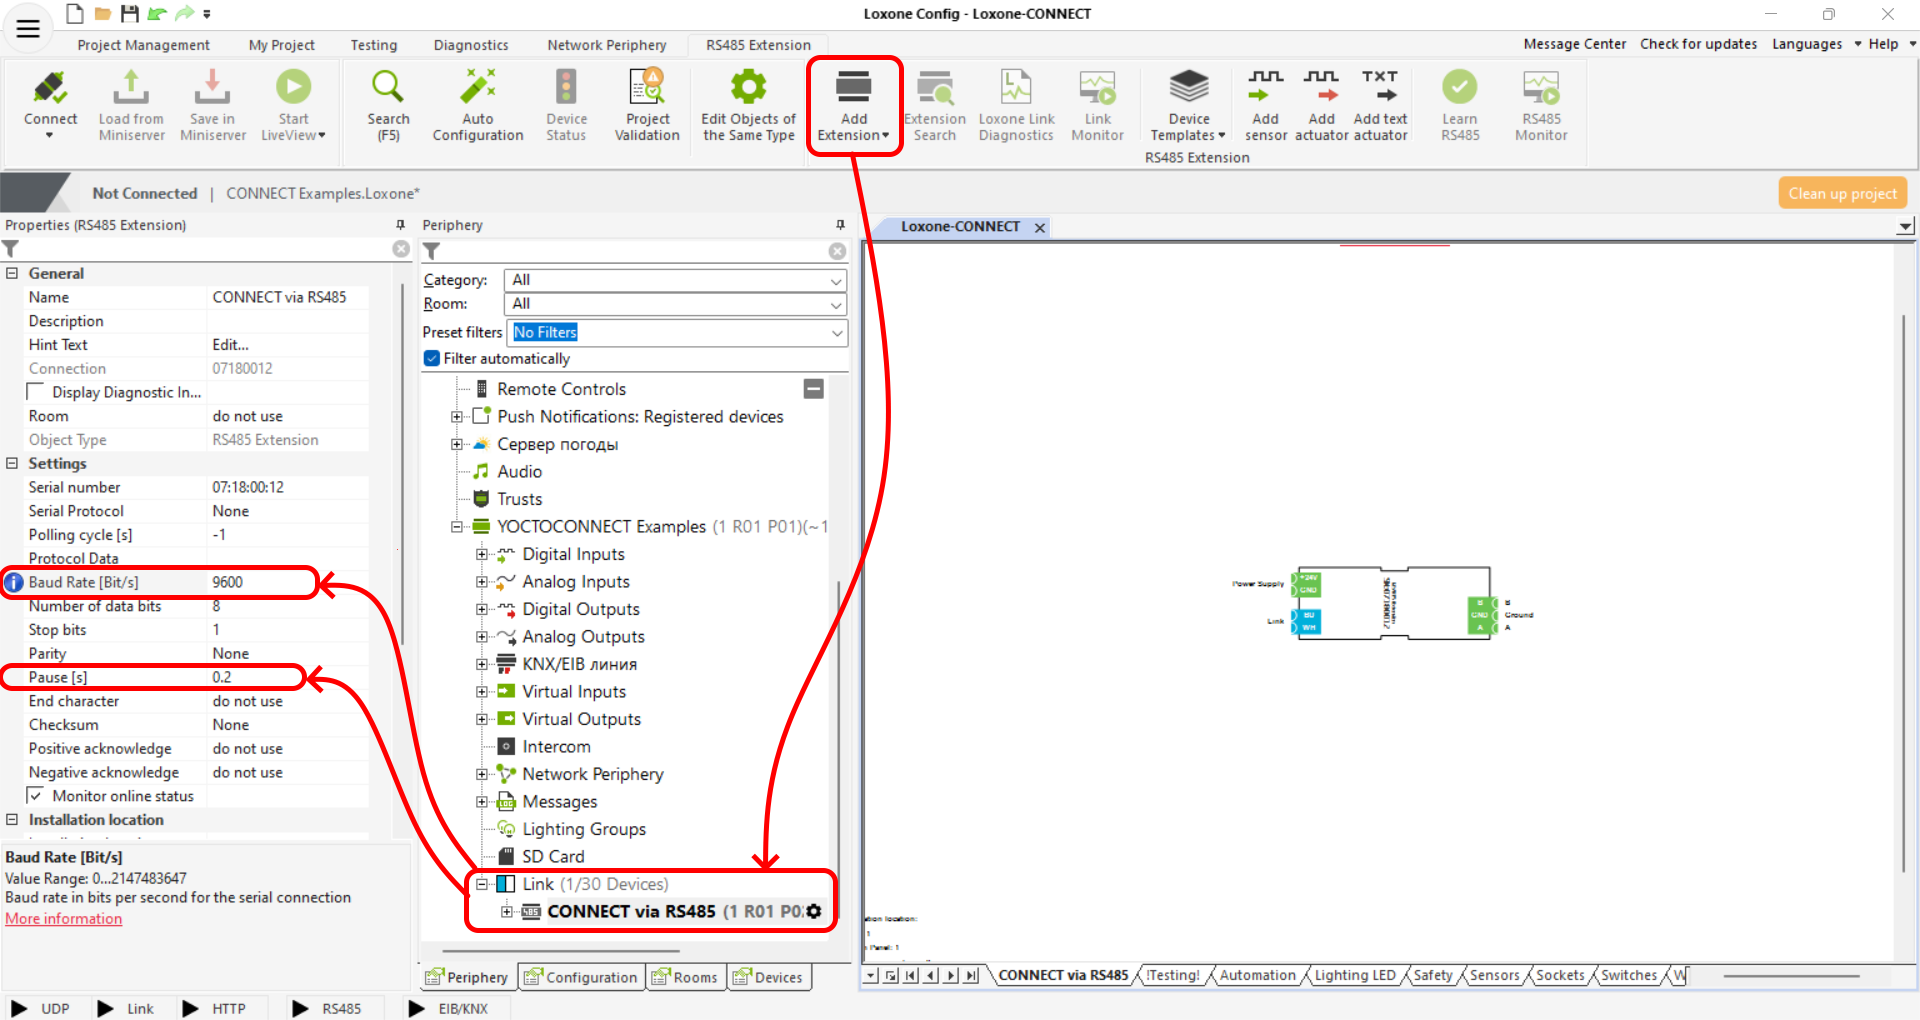 Loxone Config - Loxone-CONNECT
Project Management
My Project
Testing
Diagnostics
Network Periphery
RS485 Extension
Message Center
Check for updates
Languages
Help
Connect
Load from Miniserver
Save in Miniserver
Start LiveView
Search (F5)
Auto Configuration
Device Status
Project Validation
Edit Objects of the Same Type
Add Extension
Extension Search
Loxone Link Diagnostics
Link Monitor
Device Templates
Add sensor
Add actuator
TXT
Add text actuator
Learn RS485
RS485 Monitor
RS485 Extension
Not Connected | CONNECT Examples.Loxone*
Clean up project
Properties (RS485 Extension)
General
Name CONNECT via RS485
Description
Hint Text Edit...
Connection 07180012
Display Diagnostic In...
Room do not use
Object Type RS485 Extension
Settings
Serial number 07:18:00:12
Serial Protocol None
Polling cycle [s] -1
Protocol Data
Baud Rate [Bit/s] 9600
Number of data bits 8
Stop bits 1
Parity None
Pause [s] 0.2
End character do not use
Checksum None
Positive acknowledge do not use
Negative acknowledge do not use
Monitor online status
Installation location
Baud Rate [Bit/s]
Value Range: 0...2147483647
Baud rate in bits per second for the serial connection
More information
Periphery
Category: All
Room: All
Preset filters No Filters
Filter automatically
Remote Controls
Push Notifications: Registered devices
Сервер погоды
Audio
Trusts
YOCTOCONNECT Examples (1 R01 P01)(~1
Digital Inputs
Analog Inputs
Digital Outputs
Analog Outputs
KNX/EIB линия
Virtual Inputs
Virtual Outputs
Intercom
Network Periphery
LOG Messages
Lighting Groups
SD Card
Link (1/30 Devices)
485 CONNECT via RS485 (1 R01 P0
Periphery
Configuration
Rooms
Devices
Loxone-CONNECT
Power Supply
+24V
GND
Link
BU
WH
B
GND
A
B
Ground
A
ation location:
1
Panel: 1
CONNECT via RS485
!Testing!
Automation
Lighting LED
Safety
Sensors
Sockets
Switches
UDP
Link
HTTP
RS485
EIB/KNX